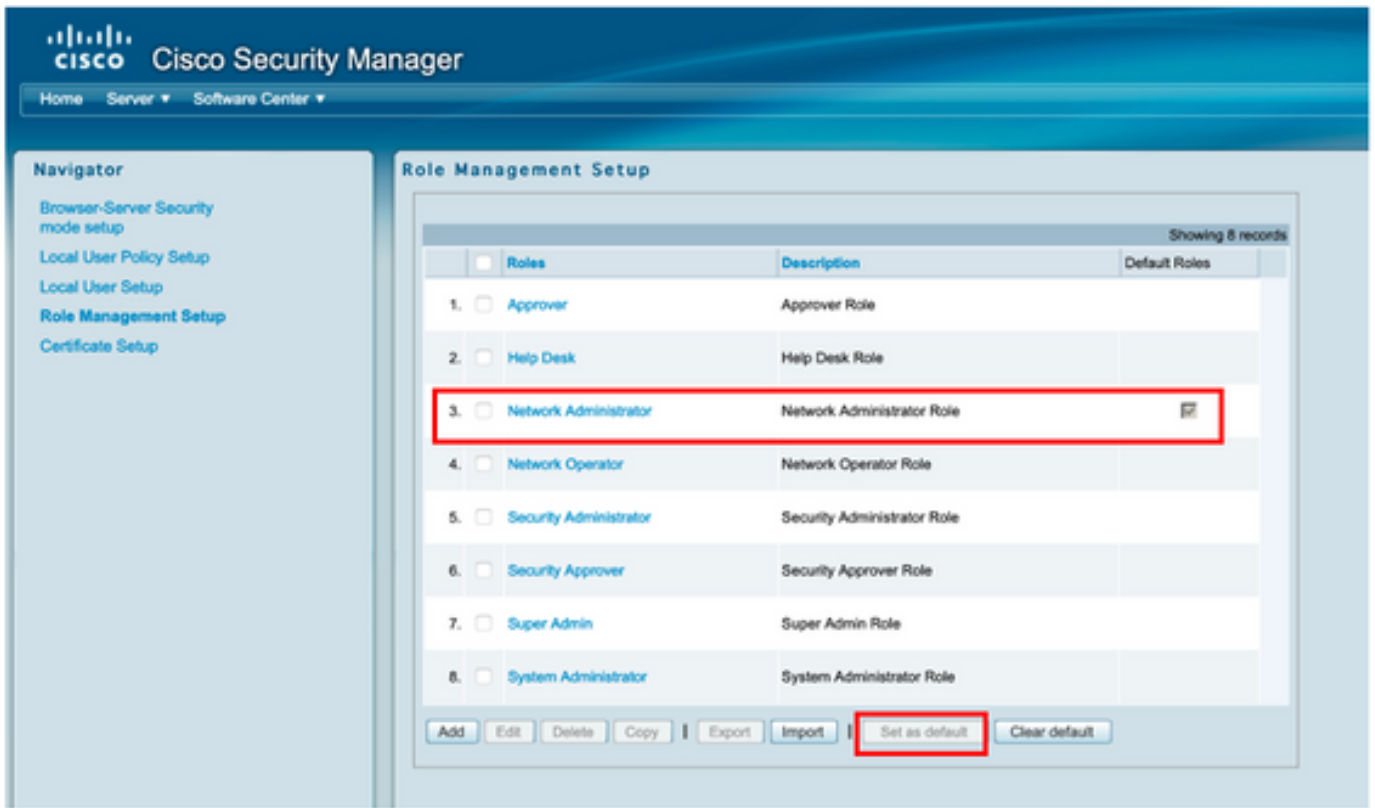 CISCO Cisco Security Manager
Home Server Software Center
Navigator
Browser-Server Security
mode setup
Local User Policy Setup
Local User Setup
Role Management Setup
Certificate Setup
Role Management Setup
Showing 8 records
Roles Description Default Roles
1. Approver Approver Role
2. Help Desk Help Desk Role
3. Network Administrator Network Administrator Role
4. Network Operator Network Operator Role
5. Security Administrator Security Administrator Role
6. Security Approver Security Approver Role
7. Super Admin Super Admin Role
8. System Administrator System Administrator Role
Add Edit Delete Copy | Export Import | Set as default Clear default